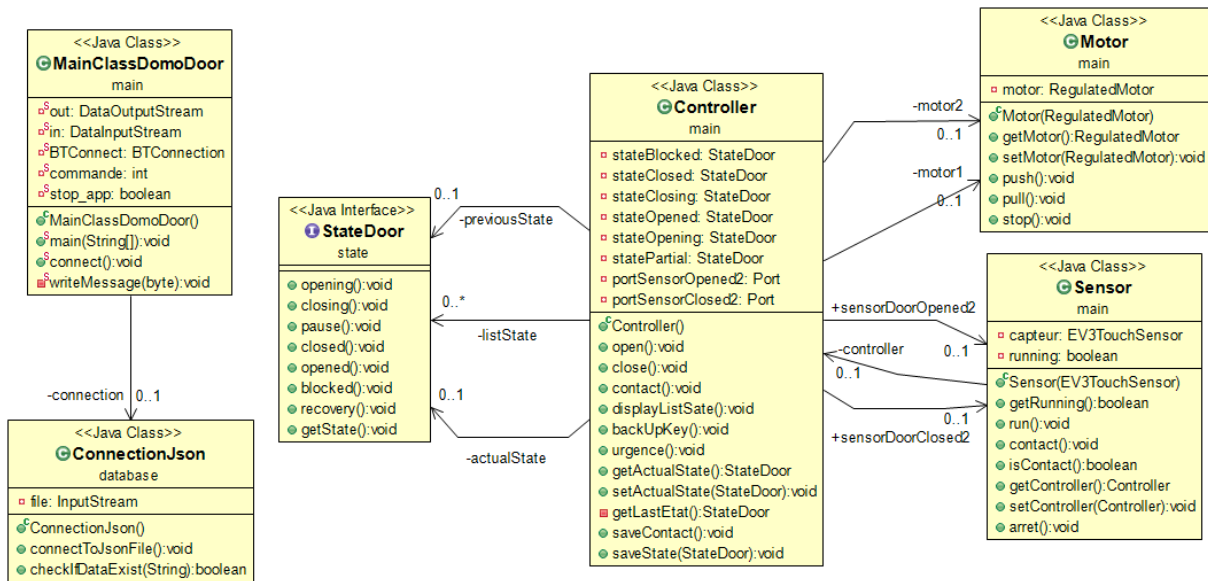 <<Java Class>>
MainClassDomoDoor
main
out: DataOutputStream
in: DataInputStream
BTConnect: BTConnection
commande: int
stop_app: boolean
MainClassDomoDoor()
main(String[]):void
connect():void
writeMessage(byte):void
-connection
0..1
<<Java Class>>
ConnectionJson
database
file: InputStream
ConnectionJson()
connectToJsonFile():void
checkIfDataExist(String):boolean
<<Java Interface>>
StateDoor
state
opening():void
closing():void
pause():void
closed():void
opened():void
blocked():void
recovery():void
getState():void
0..1
-previousState
0..*
-listState
0..1
-actualState
<<Java Class>>
Controller
main
stateBlocked: StateDoor
stateClosed: StateDoor
stateClosing: StateDoor
stateOpened: StateDoor
stateOpening: StateDoor
statePartial: StateDoor
portSensorOpened2: Port
portSensorClosed2: Port
Controller()
open():void
close():void
contact():void
displayListSate():void
backUpKey():void
urgence():void
getActualState():StateDoor
setActualState(StateDoor):void
getLastEtat():StateDoor
saveContact():void
saveState(StateDoor):void
-motor2
0..1
-motor1
0..1
+sensorDoorOpened2
0..1
-controller
0..1
0..1
+sensorDoorClosed2
<<Java Class>>
Motor
main
motor: RegulatedMotor
Motor(RegulatedMotor)
getMotor():RegulatedMotor
setMotor(RegulatedMotor):void
push():void
pull():void
stop():void
<<Java Class>>
Sensor
main
capteur: EV3TouchSensor
running: boolean
Sensor(EV3TouchSensor)
getRunning():boolean
run():void
contact():void
isContact():boolean
getController():Controller
setController(Controller):void
arret():void